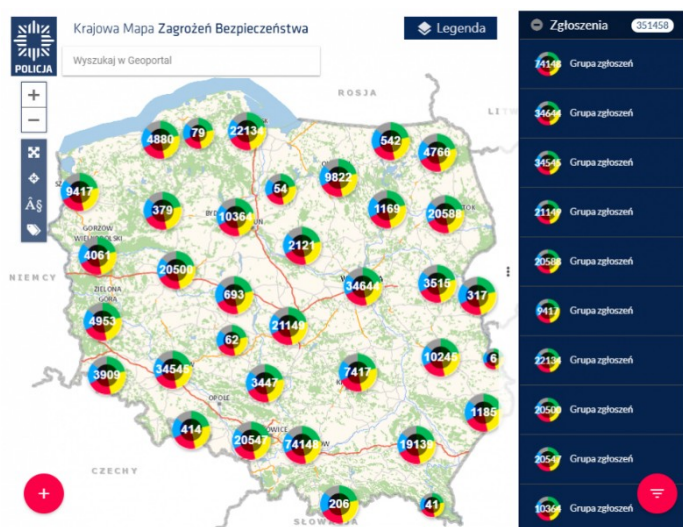 POLICJA
Krajowa Mapa Zagrożeń Bezpieczeństwa
Legenda
Wyszukaj w Geoportal
+
−
§
ROSJA
NIEMCY
CZECHY
SŁOWACJA
GORZÓW
WIELKOPOLSKI
ZIELONA
GÓRA
OPOLE
4880
79
22134
542
4766
9417
379
10364
54
9822
1169
20588
4061
20500
2121
693
34644
3515
317
4953
62
21149
3909
34545
3447
7417
10245
6
1185
414
20547
74148
19139
206
41
+
Zgłoszenia 351458
74148 Grupa zgłoszeń
34644 Grupa zgłoszeń
34545 Grupa zgłoszeń
21149 Grupa zgłoszeń
20588 Grupa zgłoszeń
9417 Grupa zgłoszeń
22134 Grupa zgłoszeń
20500 Grupa zgłoszeń
20547 Grupa zgłoszeń
10364 Grupa zgłoszeń